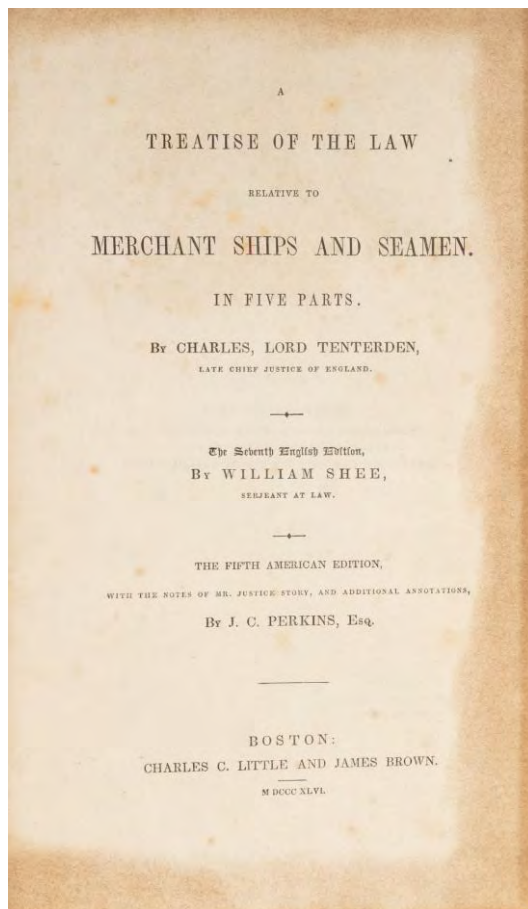 A
TREATISE OF THE LAW
RELATIVE TO
MERCHANT SHIPS AND SEAMEN.
IN FIVE PARTS.
BY CHARLES, LORD TENTERDEN,
LATE CHIEF JUSTICE OF ENGLAND.
The Seventh English Edition,
BY WILLIAM SHEE,
SERJEANT AT LAW.
THE FIFTH AMERICAN EDITION,
WITH THE NOTES OF MR. JUSTICE STORY, AND ADDITIONAL ANNOTATIONS,
BY J. C. PERKINS, ESQ.
BOSTON:
CHARLES C. LITTLE AND JAMES BROWN.
M DCCC XLVI.